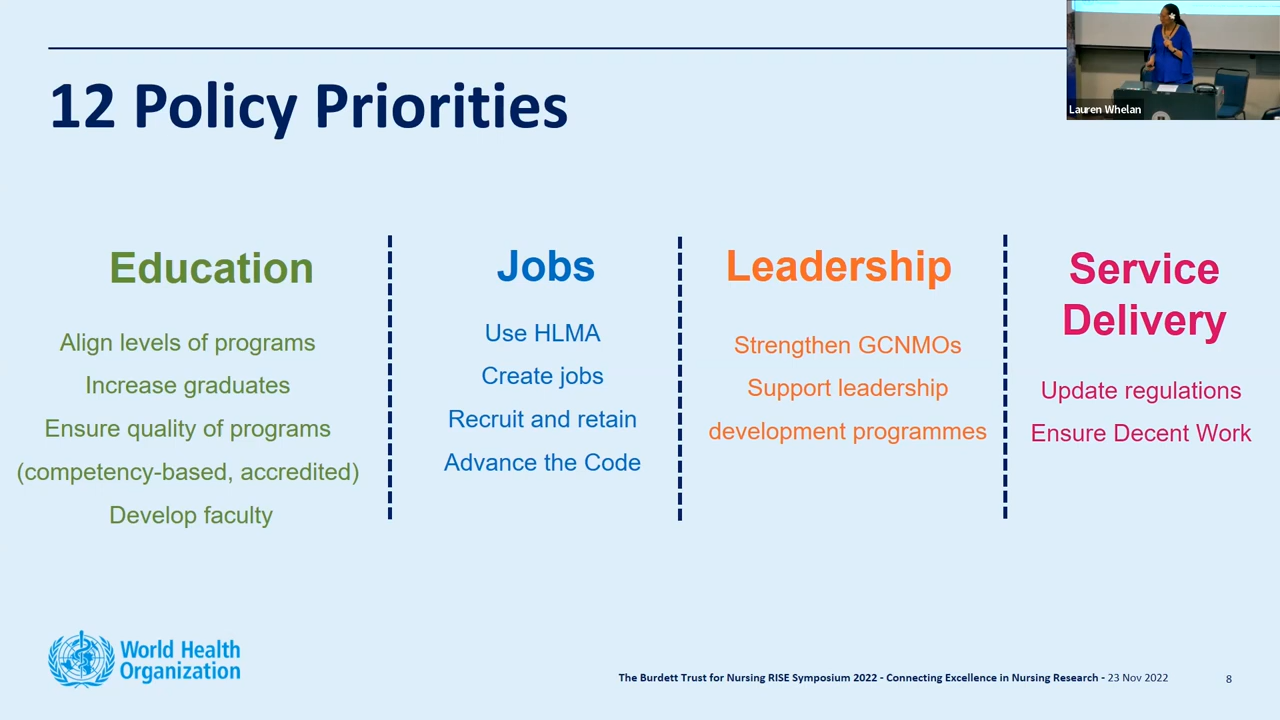 12 Policy Priorities
Lauren Whelan
Education
Align levels of programs
Increase graduates
Ensure quality of programs
(competency-based, accredited)
Develop faculty
Jobs
Use HLMA
Create jobs
Recruit and retain
Advance the Code
Leadership
Strengthen GCNMOs
Support leadership
development programmes
Service
Delivery
Update regulations
Ensure Decent Work
World Health
Organization
The Burdett Trust for Nursing RISE Symposium 2022 - Connecting Excellence in Nursing Research - 23 Nov 2022
8